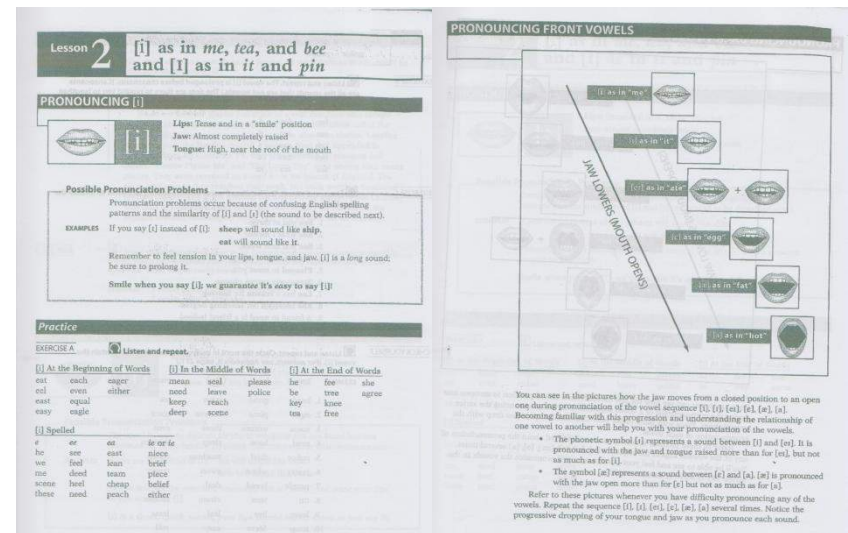 Lesson 2
[i] as in me, tea, and bee
and [ɪ] as in it and pin
PRONOUNCING [i]
[i]
Lips: Tense and in a "smile" position
Jaw: Almost completely raised
Tongue: High, near the roof of the mouth
Possible Pronunciation Problems
Pronunciation problems occur because of confusing English spelling
patterns and the similarity of [i] and [ɪ] (the sound to be described next).
EXAMPLES If you say [ɪ] instead of [i]: sheep will sound like ship.
eat will sound like it.
Remember to feel tension in your lips, tongue, and jaw. [i] is a long sound;
be sure to prolong it.
Smile when you say [i]; we guarantee it's easy to say [i]!
Practice
EXERCISE A Listen and repeat.
[i] At the Beginning of Words [i] In the Middle of Words [i] At the End of Words
eat each eager mean seal please he fee she
eel even either need leave police be tree agree
east equal keep reach key knee
easy eagle deep scene tea free
[i] Spelled
e ee ea ie or ie
he see east niece
we feel lean brief
me deed team piece
scene heel cheap belief
these need peach either
PRONOUNCING FRONT VOWELS
[i] as in "me"
[ɪ] as in "it"
[eɪ] as in "ate"
+
[ɛ] as in "egg"
[æ] as in "fat"
[a] as in "hot"
JAW LOWERS (MOUTH OPENS)
You can see in the pictures how the jaw moves from a closed position to an open
one during pronunciation of the vowel sequence [i], [ɪ], [eɪ], [ɛ], [æ], [a].
Becoming familiar with this progression and understanding the relationship of
one vowel to another will help you with your pronunciation of the vowels.
• The phonetic symbol [ɪ] represents a sound between [i] and [eɪ]. It is
pronounced with the jaw and tongue raised more than for [eɪ], but not
as much as for [i].
• The symbol [æ] represents a sound between [ɛ] and [a]. [æ] is pronounced
with the jaw open more than for [ɛ] but not as much as for [a].
Refer to these pictures whenever you have difficulty pronouncing any of the
vowels. Repeat the sequence [i], [ɪ], [eɪ], [ɛ], [æ], [a] several times. Notice the
progressive dropping of your tongue and jaw as you pronounce each sound.